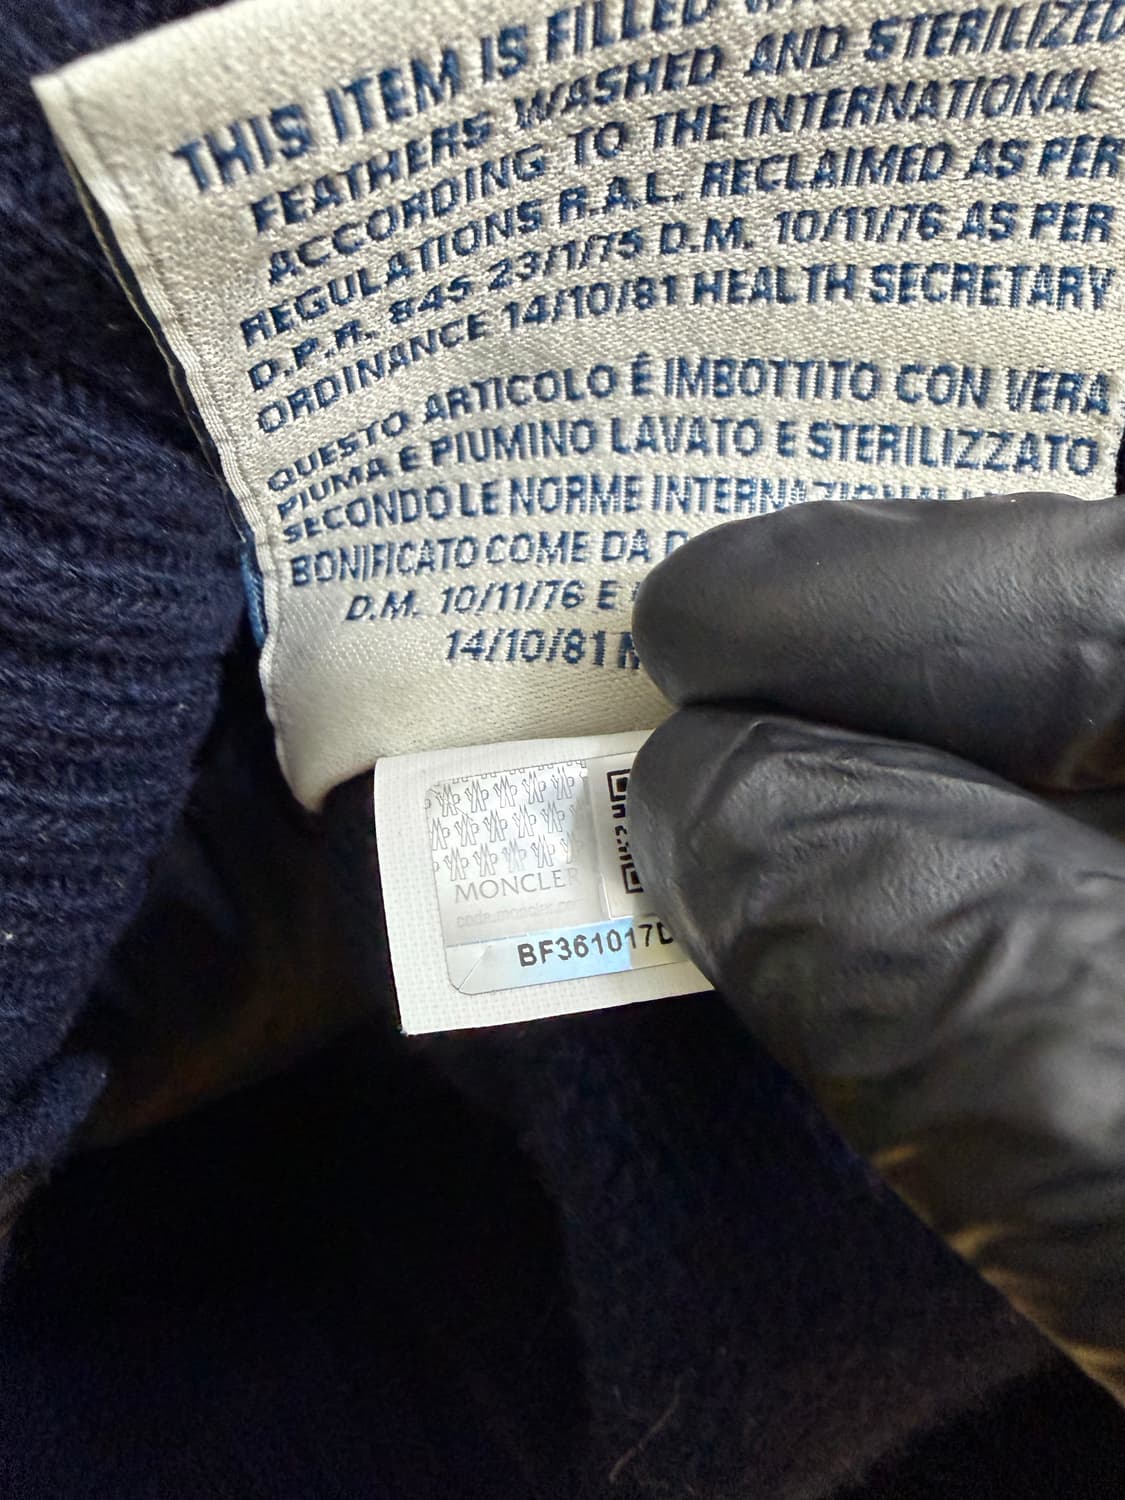 THIS ITEM IS FILLED
FEATHERS WASHED AND STERILIZED
ACCORDING TO THE INTERNATIONAL
REGULATIONS R.A.L. RECLAIMED AS PER
D.P.R. 845 23/1/75 D.M. 10/11/76 AS PER
ORDINANCE 14/10/81 HEALTH SECRETARY
QUESTO ARTICOLO É IMBOTTITO CON VERA
PIUMA E PIUMINO LAVATO E STERILIZZATO
SECONDO LE NORME INTERNAZIONALI
BONIFICATO COME DA
D.M. 10/11/76 E
14/10/81
MONCLER
BF361017D